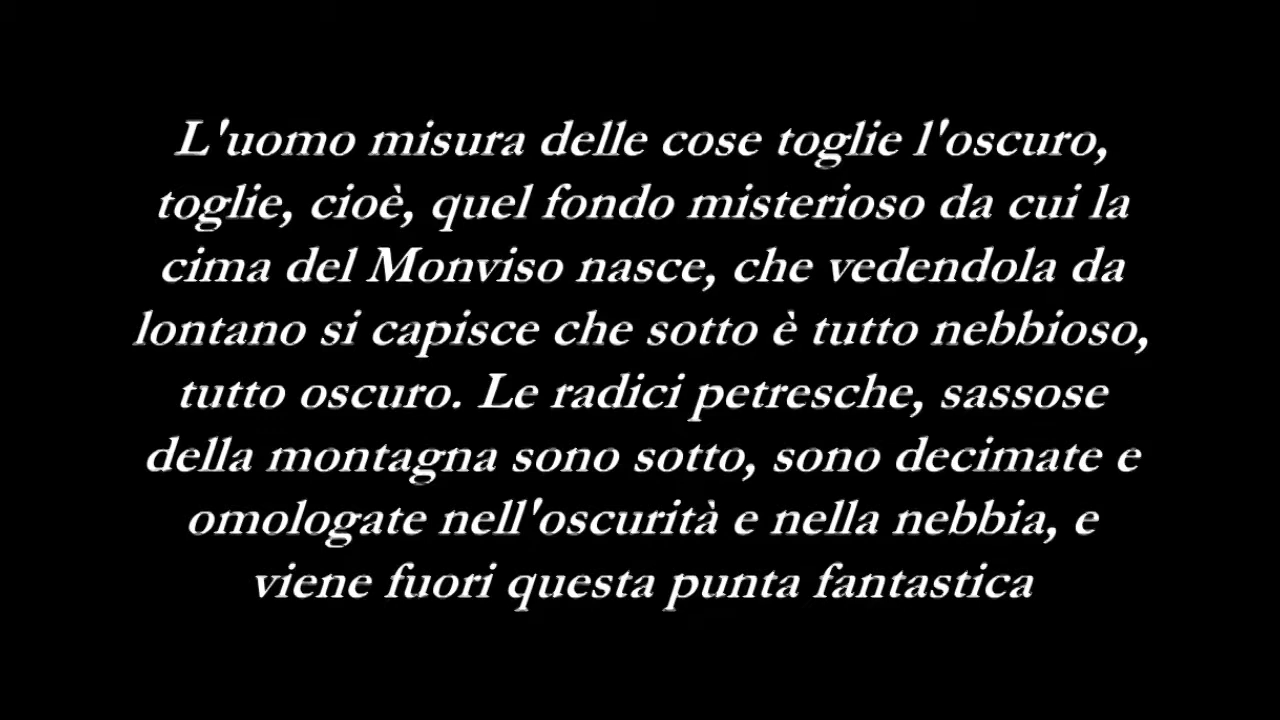 L'uomo misura delle cose toglie l'oscuro,
toglie, cioè, quel fondo misterioso da cui la
cima del Monviso nasce, che vedendola da
lontano si capisce che sotto è tutto nebbioso,
tutto oscuro. Le radici petresche, sassose
della montagna sono sotto, sono decimate e
omologate nell'oscurità e nella nebbia, e
viene fuori questa punta fantastica